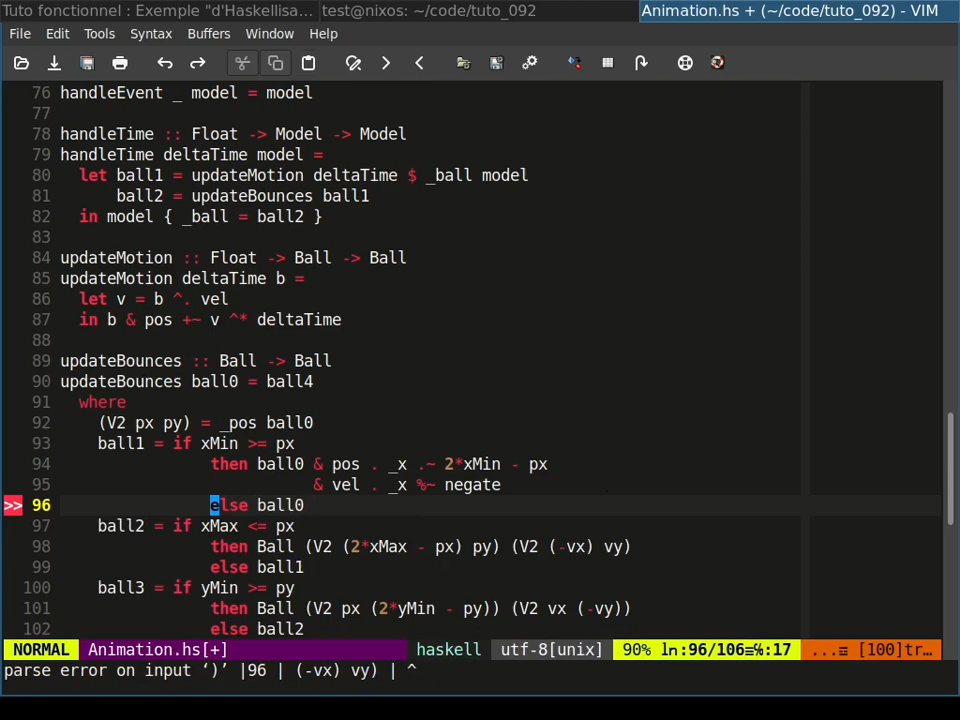 Tuto fonctionnel : Exemple "d'Haskellisa... test@nixos: ~/code/tuto_092 Animation.hs + (~/code/tuto_092) - VIM
File Edit Tools Syntax Buffers Window Help
76 handleEvent _ model = model
77
78 handleTime :: Float -> Model -> Model
79 handleTime deltaTime model =
80   let ball1 = updateMotion deltaTime $ _ball model
81       ball2 = updateBounces ball1
82   in model { _ball = ball2 }
83
84 updateMotion :: Float -> Ball -> Ball
85 updateMotion deltaTime b =
86   let v = b ^. vel
87   in b & pos +~ v ^* deltaTime
88
89 updateBounces :: Ball -> Ball
90 updateBounces ball0 = ball4
91   where
92     (V2 px py) = _pos ball0
93     ball1 = if xMin >= px
94                 then ball0 & pos . _x .~ 2*xMin - px
95                            & vel . _x %~ negate
>> 96                 else ball0
97     ball2 = if xMax <= px
98                 then Ball (V2 (2*xMax - px) py) (V2 (-vx) vy)
99                 else ball1
100     ball3 = if yMin >= py
101                 then Ball (V2 px (2*yMin - py)) (V2 vx (-vy))
102                 else ball2
NORMAL Animation.hs[+] haskell utf-8[unix] 90% ln:96/106≡℅:17 ...☲ [100]tr…
parse error on input ‘)’ |96 | (-vx) vy) | ^